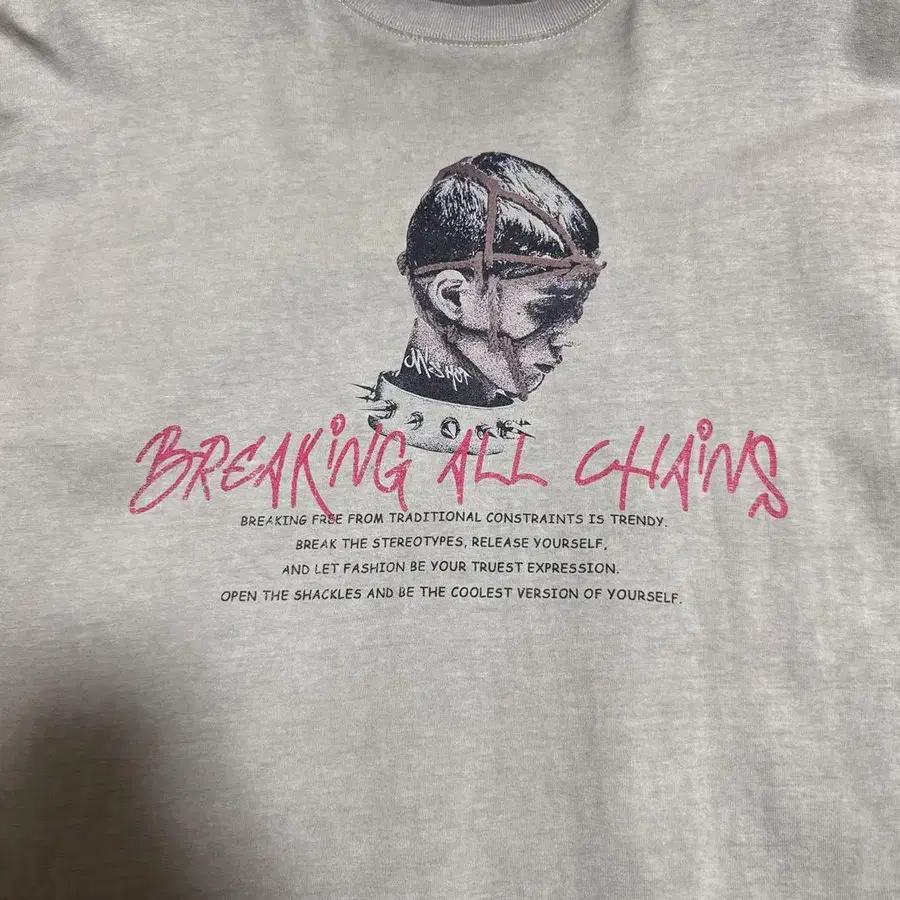 BREAKING ALL CHAINS
BREAKING FREE FROM TRADITIONAL CONSTRAINTS IS TRENDY.
BREAK THE STEREOTYPES, RELEASE YOURSELF,
AND LET FASHION BE YOUR TRUEST EXPRESSION.
OPEN THE SHACKLES AND BE THE COOLEST VERSION OF YOURSELF.